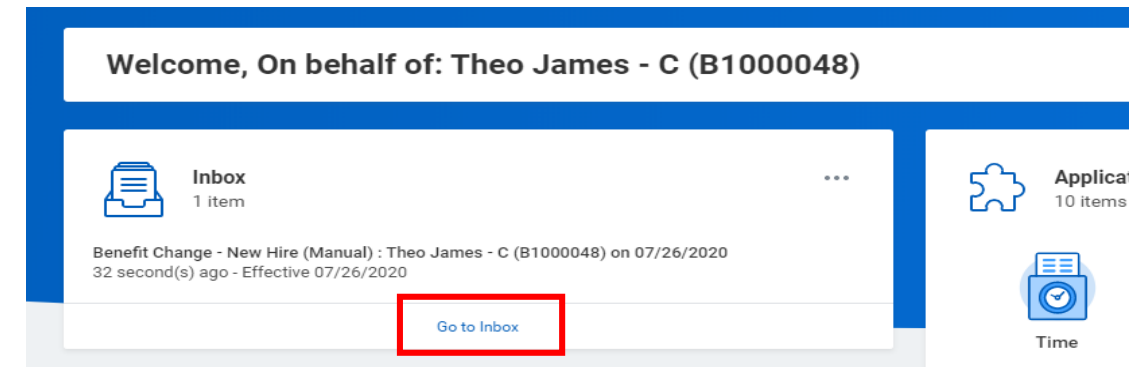 Welcome, On behalf of: Theo James - C (B1000048)
Inbox
1 item
Benefit Change - New Hire (Manual) : Theo James - C (B1000048) on 07/26/2020
32 second(s) ago - Effective 07/26/2020
Go to Inbox
Applicat
10 items
Time